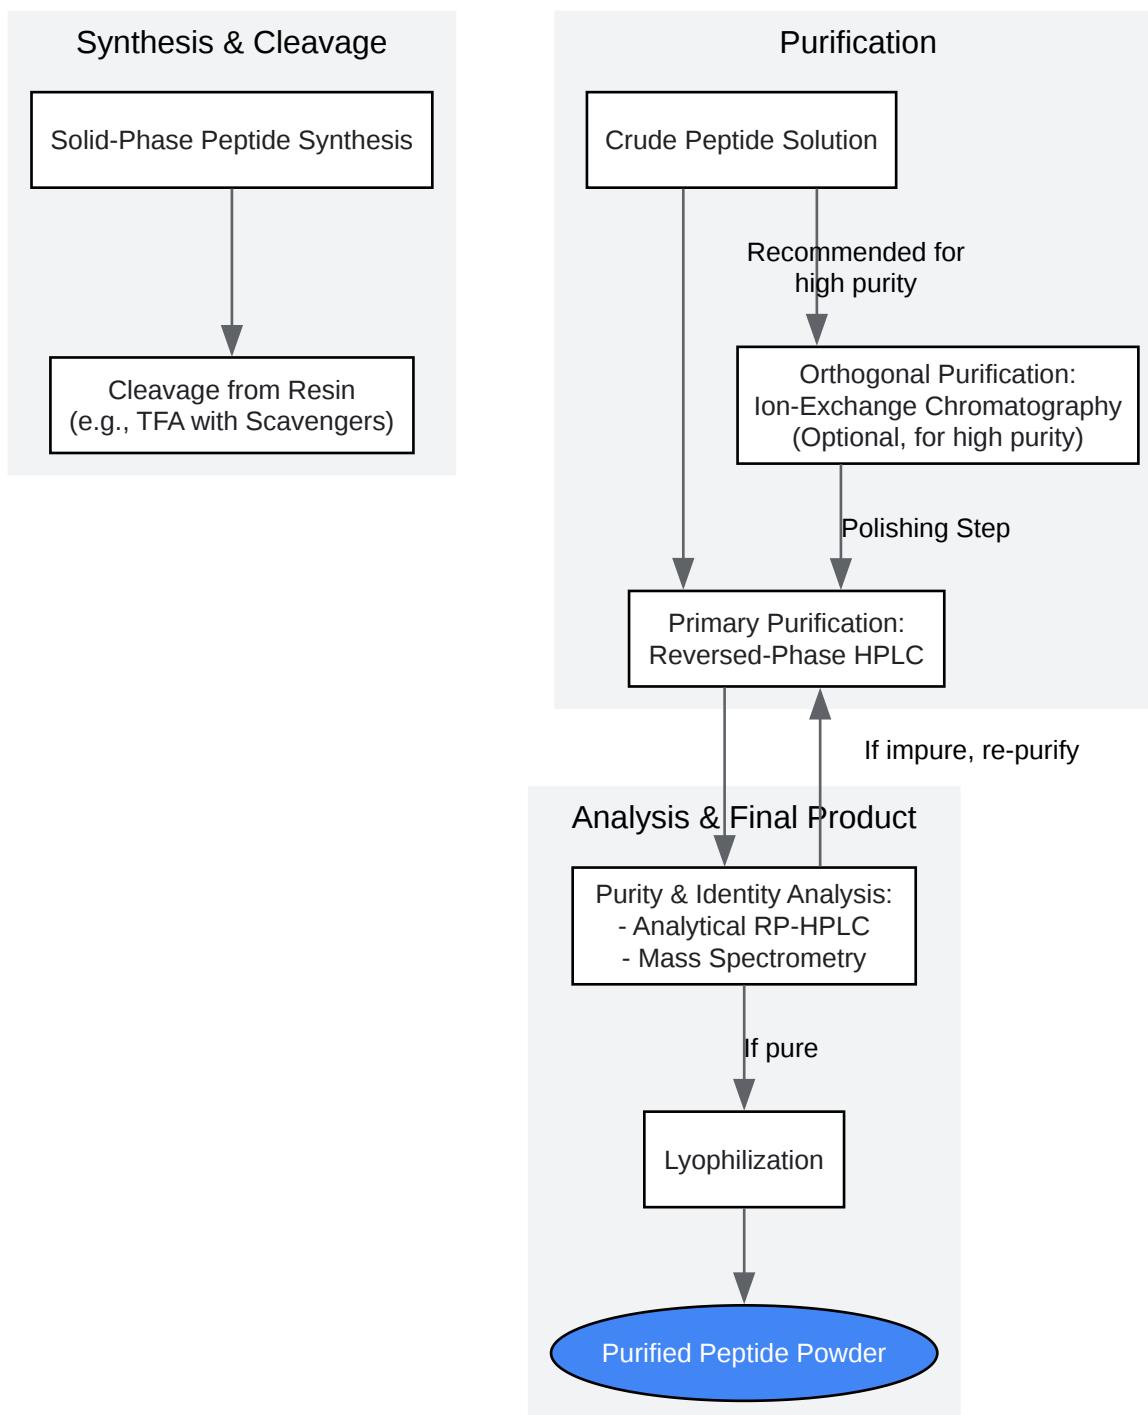 Synthesis & Cleavage
Solid-Phase Peptide Synthesis
Cleavage from Resin
(e.g., TFA with Scavengers)
Purification
Crude Peptide Solution
Recommended for
high purity
Orthogonal Purification:
Ion-Exchange Chromatography
(Optional, for high purity)
Polishing Step
Primary Purification:
Reversed-Phase HPLC
If impure, re-purify
Analysis & Final Product
Purity & Identity Analysis:
- Analytical RP-HPLC
- Mass Spectrometry
If pure
Lyophilization
Purified Peptide Powder